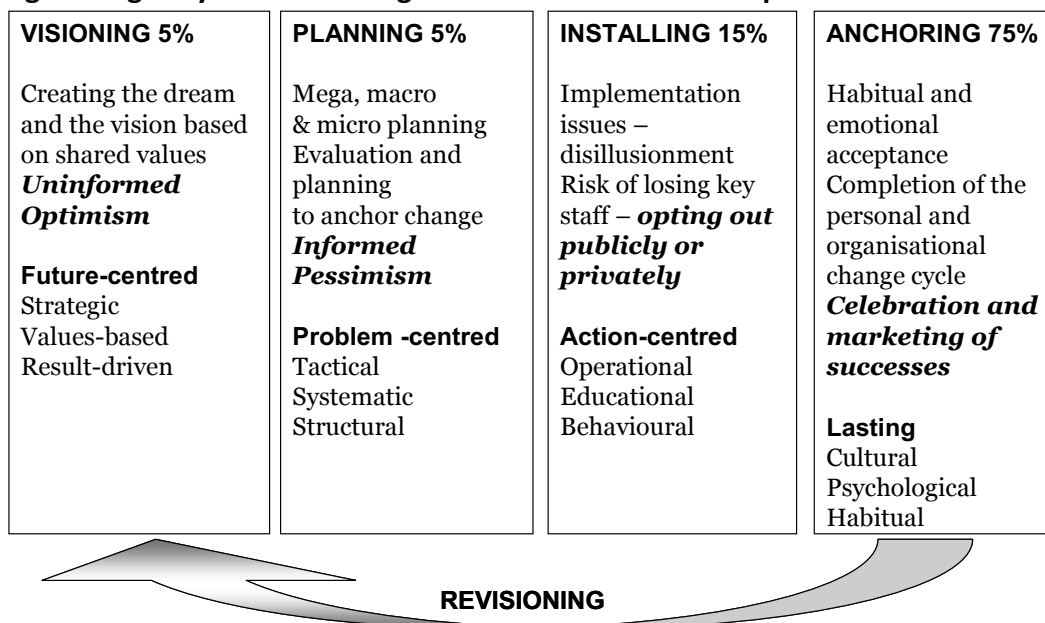 VISIONING 5%
Creating the dream
and the vision based
on shared values
Uninformed
Optimism
Future-centred
Strategic
Values-based
Result-driven
PLANNING 5%
Mega, macro
& micro planning
Evaluation and
planning
to anchor change
Informed
Pessimism
Problem -centred
Tactical
Systematic
Structural
INSTALLING 15%
Implementation
issues –
disillusionment
Risk of losing key
staff – opting out
publicly or
privately
Action-centred
Operational
Educational
Behavioural
ANCHORING 75%
Habitual and
emotional
acceptance
Completion of the
personal and
organisational
change cycle
Celebration and
marketing of
successes
Lasting
Cultural
Psychological
Habitual
REVISIONING